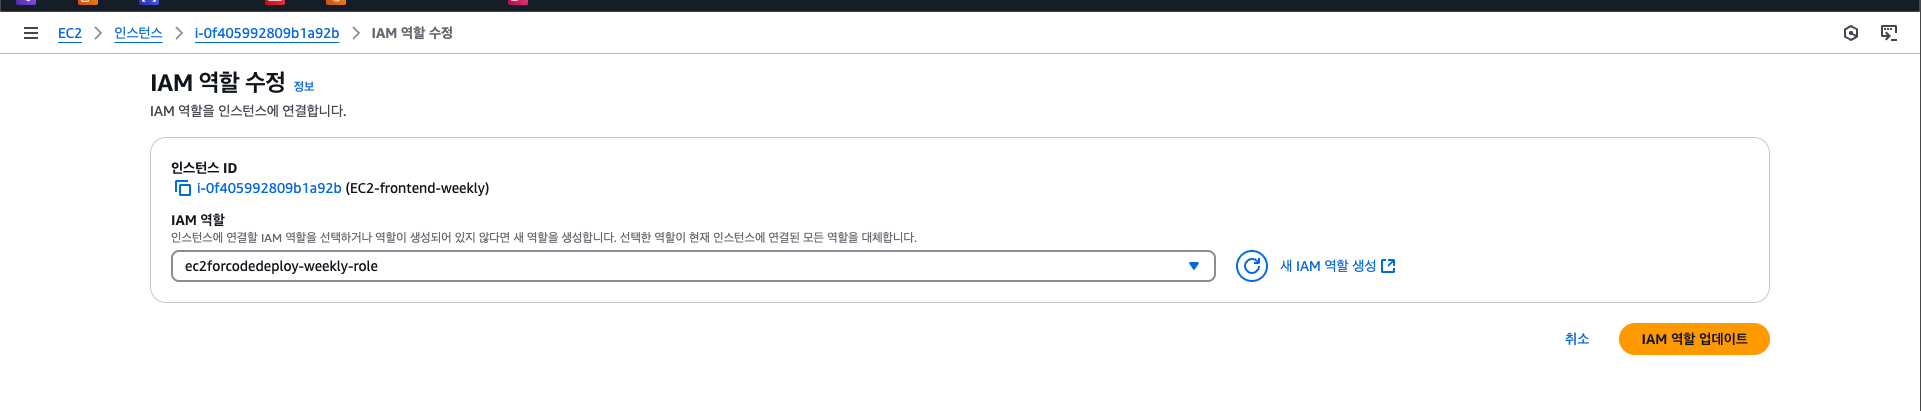 EC2 > 인스턴스 > i-0f405992809b1a92b > IAM 역할 수정
IAM 역할 수정 정보
IAM 역할을 인스턴스에 연결합니다.
인스턴스 ID
i-0f405992809b1a92b (EC2-frontend-weekly)
IAM 역할
인스턴스에 연결할 IAM 역할을 선택하거나 역할이 생성되어 있지 않다면 새 역할을 생성합니다. 선택한 역할이 현재 인스턴스에 연결된 모든 역할을 대체합니다.
ec2forcodedeploy-weekly-role
새 IAM 역할 생성
취소
IAM 역할 업데이트